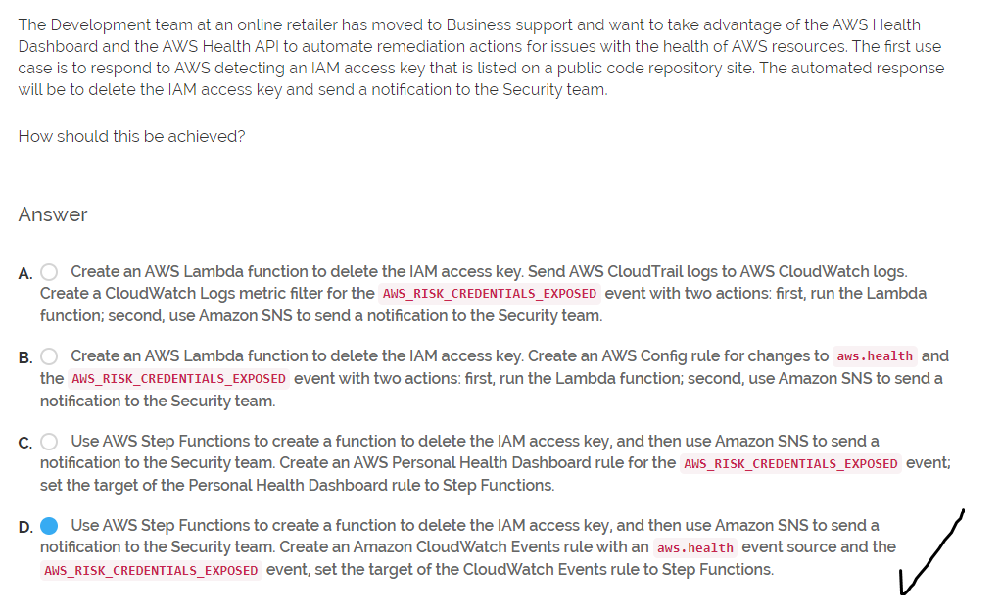 The Development team at an online retailer has moved to Business support and want to take advantage of the AWS Health
Dashboard and the AWS Health API to automate remediation actions for issues with the health of AWS resources. The first use
case is to respond to AWS detecting an IAM access key that is listed on a public code repository site. The automated response
will be to delete the IAM access key and send a notification to the Security team.
How should this be achieved?
Answer
A. Create an AWS Lambda function to delete the IAM access key. Send AWS CloudTrail logs to AWS CloudWatch logs.
Create a CloudWatch Logs metric filter for the AWS_RISK_CREDENTIALS_EXPOSED event with two actions: first, run the Lambda
function; second, use Amazon SNS to send a notification to the Security team.
B. Create an AWS Lambda function to delete the IAM access key. Create an AWS Config rule for changes to aws.health and
the AWS_RISK_CREDENTIALS_EXPOSED event with two actions: first, run the Lambda function; second, use Amazon SNS to send a
notification to the Security team.
C. Use AWS Step Functions to create a function to delete the IAM access key, and then use Amazon SNS to send a
notification to the Security team. Create an AWS Personal Health Dashboard rule for the AWS_RISK_CREDENTIALS_EXPOSED event;
set the target of the Personal Health Dashboard rule to Step Functions.
D. Use AWS Step Functions to create a function to delete the IAM access key, and then use Amazon SNS to send a
notification to the Security team. Create an Amazon CloudWatch Events rule with an aws.health event source and the
AWS_RISK_CREDENTIALS_EXPOSED event, set the target of the CloudWatch Events rule to Step Functions.